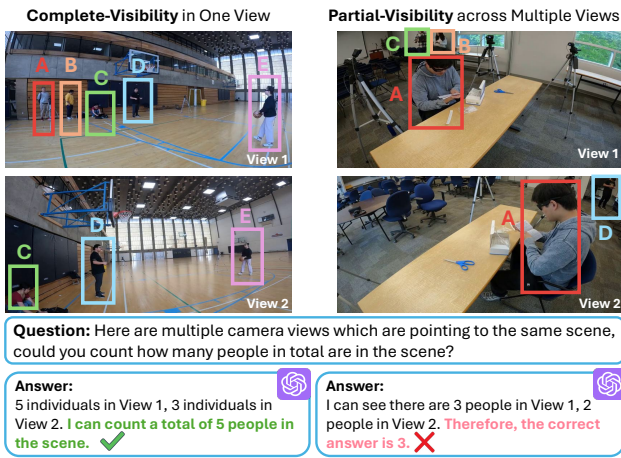 Complete-Visibility in One View
Partial-Visibility across Multiple Views
A
B
C
D
E
View 1
C
B
A
View 1
C
D
E
View 2
A
D
View 2
Question: Here are multiple camera views which are pointing to the same scene,
could you count how many people in total are in the scene?
Answer:
5 individuals in View 1, 3 individuals in
View 2. I can count a total of 5 people in
the scene.
Answer:
I can see there are 3 people in View 1, 2
people in View 2. Therefore, the correct
answer is 3.